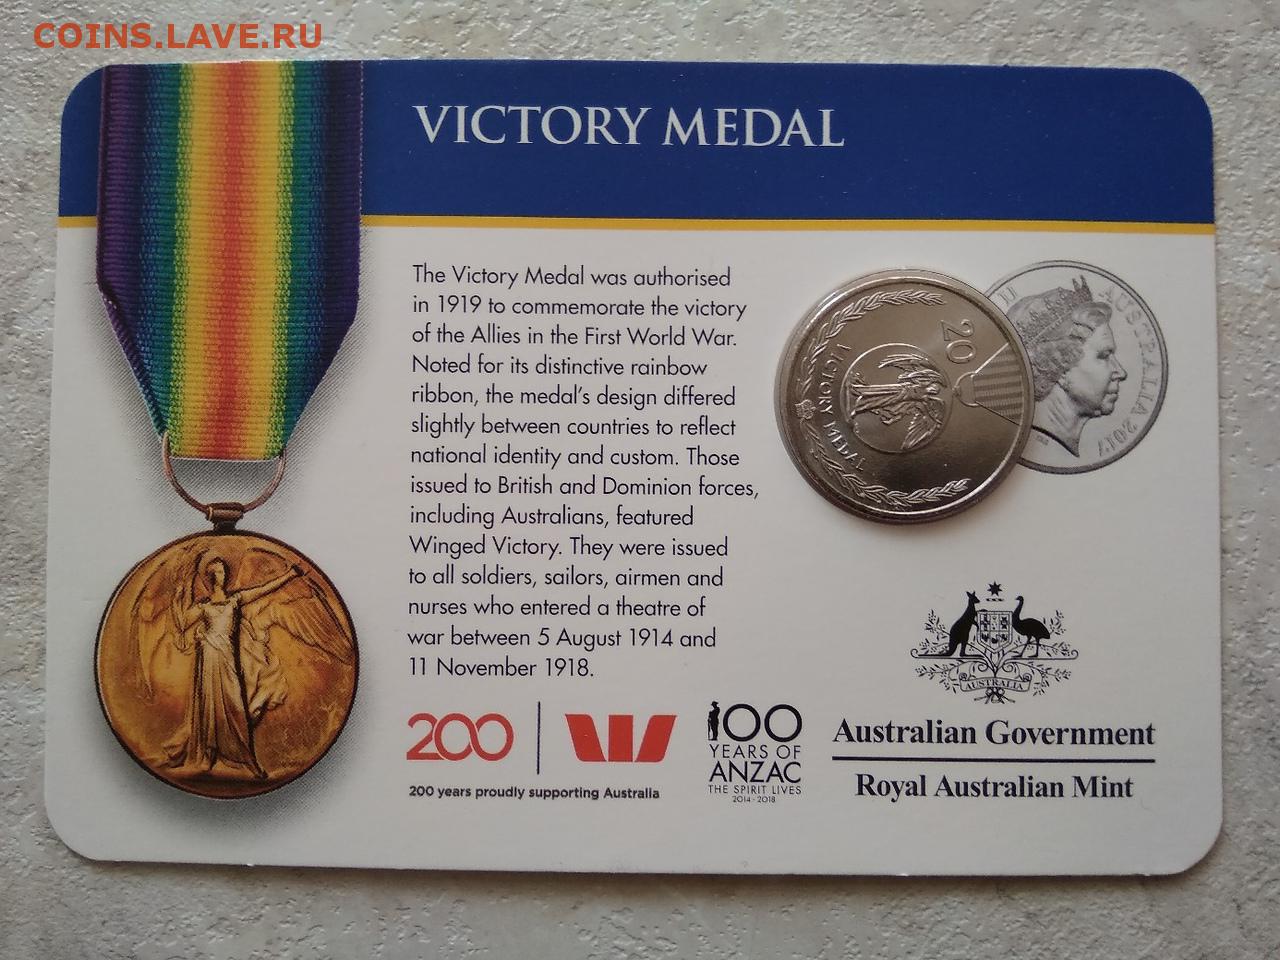 COINS.LAVE.RU
VICTORY MEDAL
The Victory Medal was authorised
in 1919 to commemorate the victory
of the Allies in the First World War.
Noted for its distinctive rainbow
ribbon, the medal's design differed
slightly between countries to reflect
national identity and custom. Those
issued to British and Dominion forces,
including Australians, featured
Winged Victory. They were issued
to all soldiers, sailors, airmen and
nurses who entered a theatre of
war between 5 August 1914 and
11 November 1918.
20
VICTORY MEDAL
II AUSTRALIA 2017
200
200 years proudly supporting Australia
100
YEARS OF
ANZAC
THE SPIRIT LIVES
2014 - 2018
AUSTRALIA
Australian Government
Royal Australian Mint